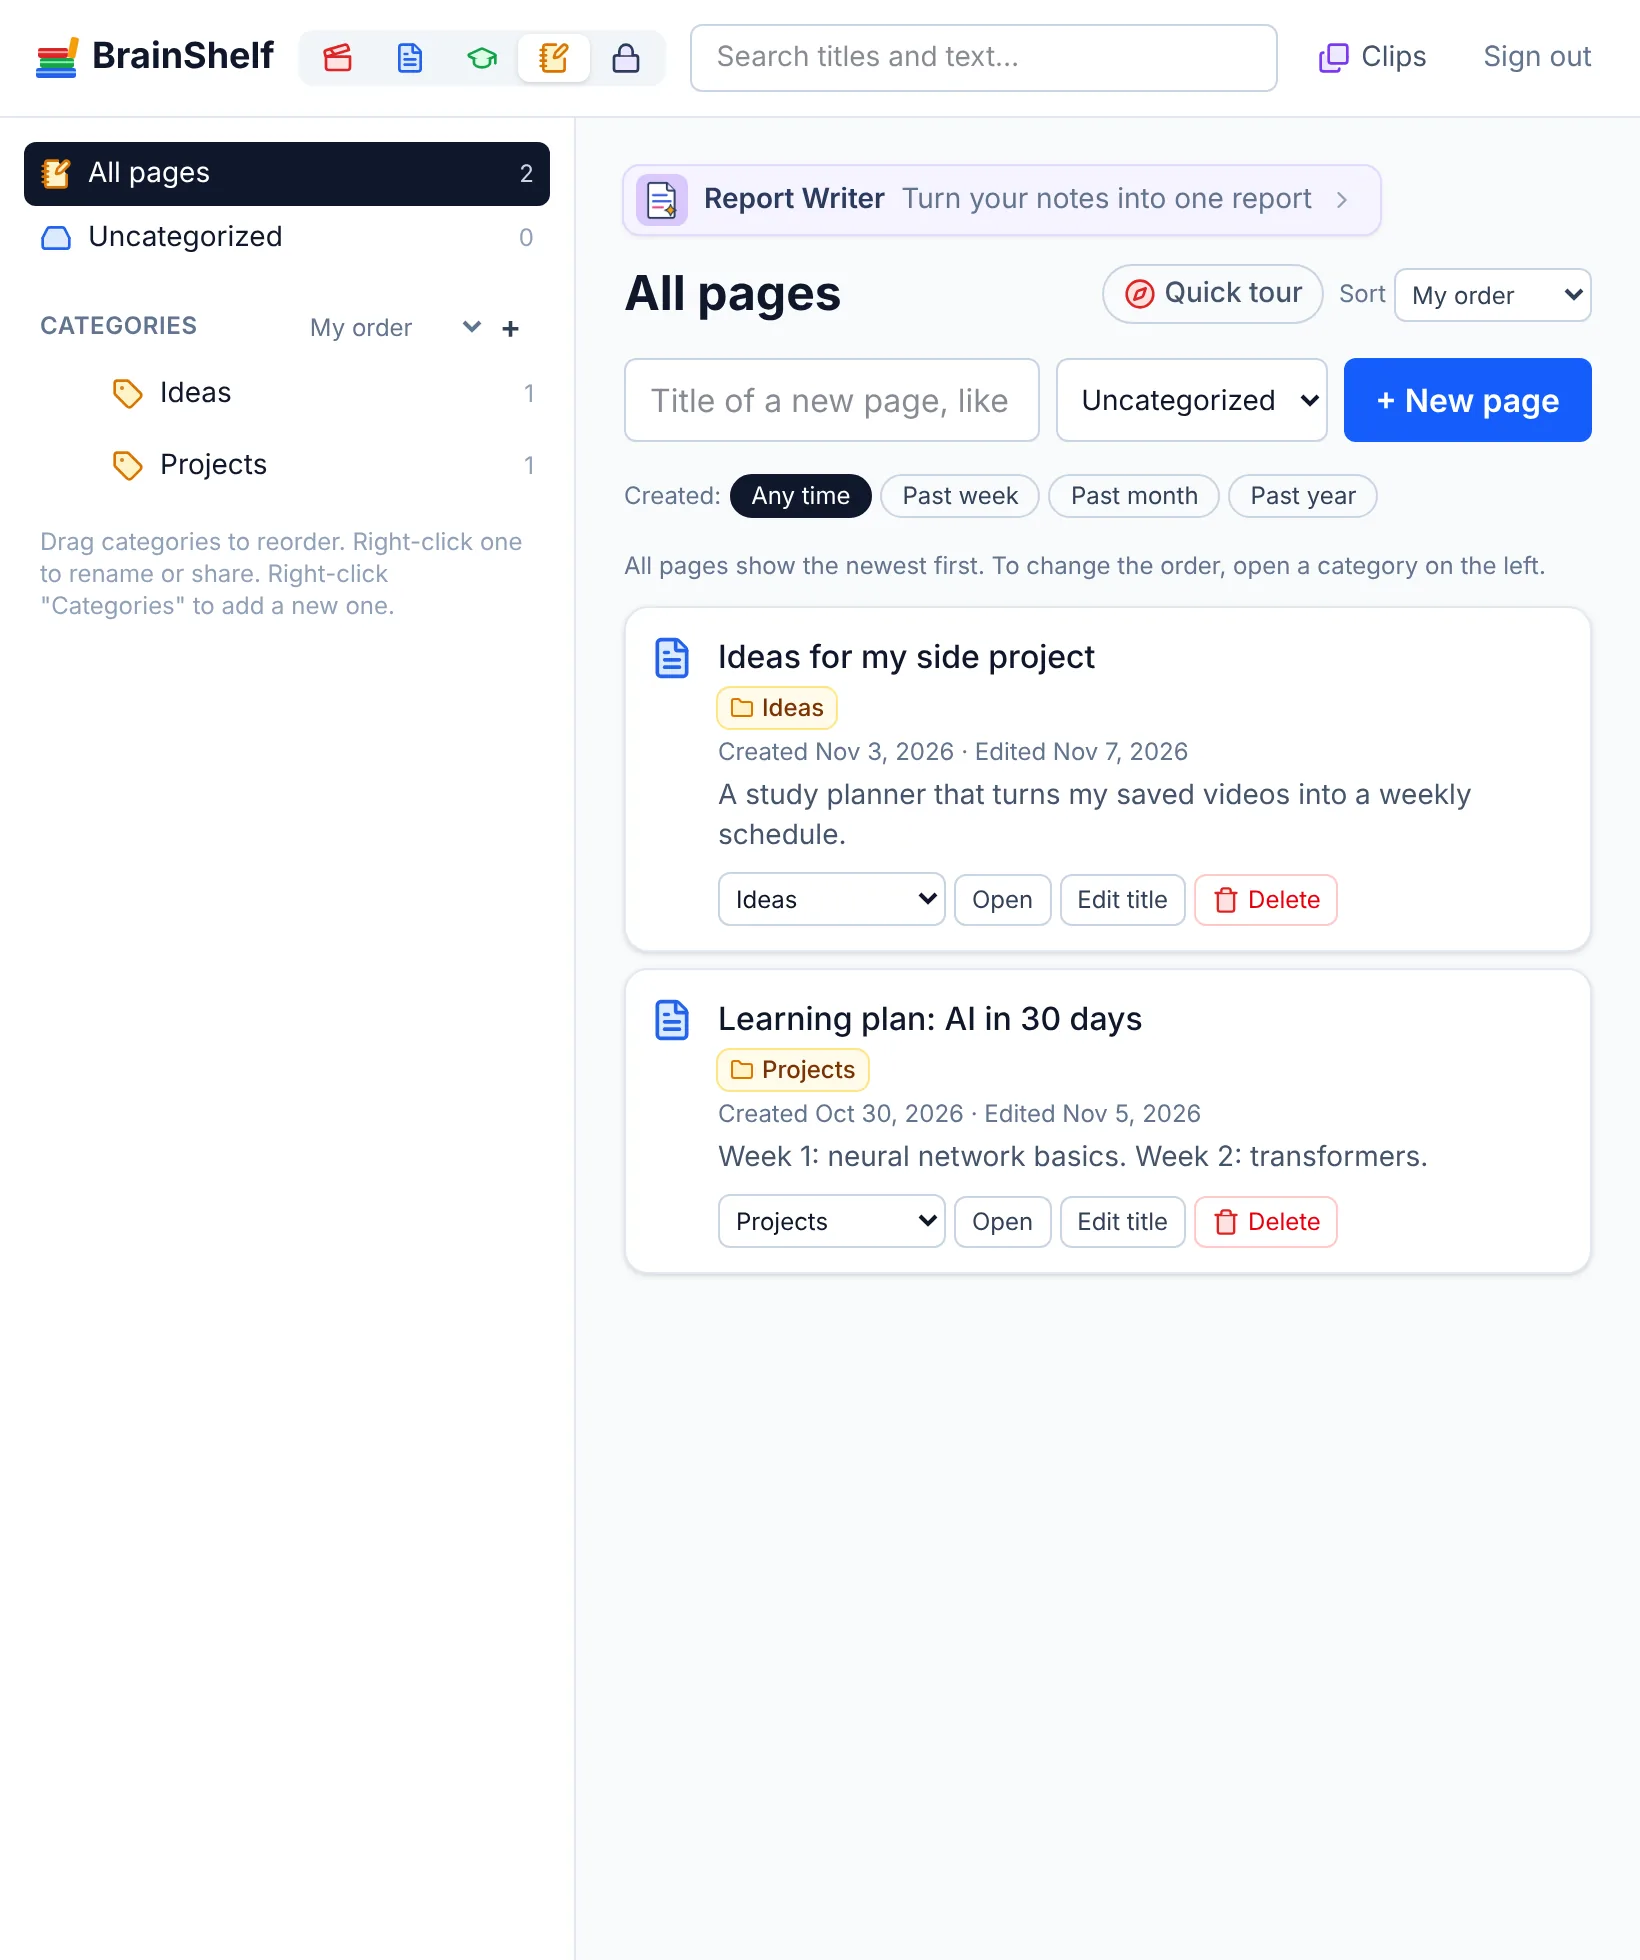 BrainShelf
Search titles and text...
Clips
Sign out
All pages 2
Uncategorized 0
CATEGORIES My order +
Ideas 1
Projects 1
Drag categories to reorder. Right-click one
to rename or share. Right-click
"Categories" to add a new one.
Report Writer Turn your notes into one report
All pages
Quick tour
Sort My order
Title of a new page, like
Uncategorized
+ New page
Created: Any time Past week Past month Past year
All pages show the newest first. To change the order, open a category on the left.
Ideas for my side project
Ideas
Created Nov 3, 2026 · Edited Nov 7, 2026
A study planner that turns my saved videos into a weekly
schedule.
Ideas Open Edit title Delete
Learning plan: AI in 30 days
Projects
Created Oct 30, 2026 · Edited Nov 5, 2026
Week 1: neural network basics. Week 2: transformers.
Projects Open Edit title Delete